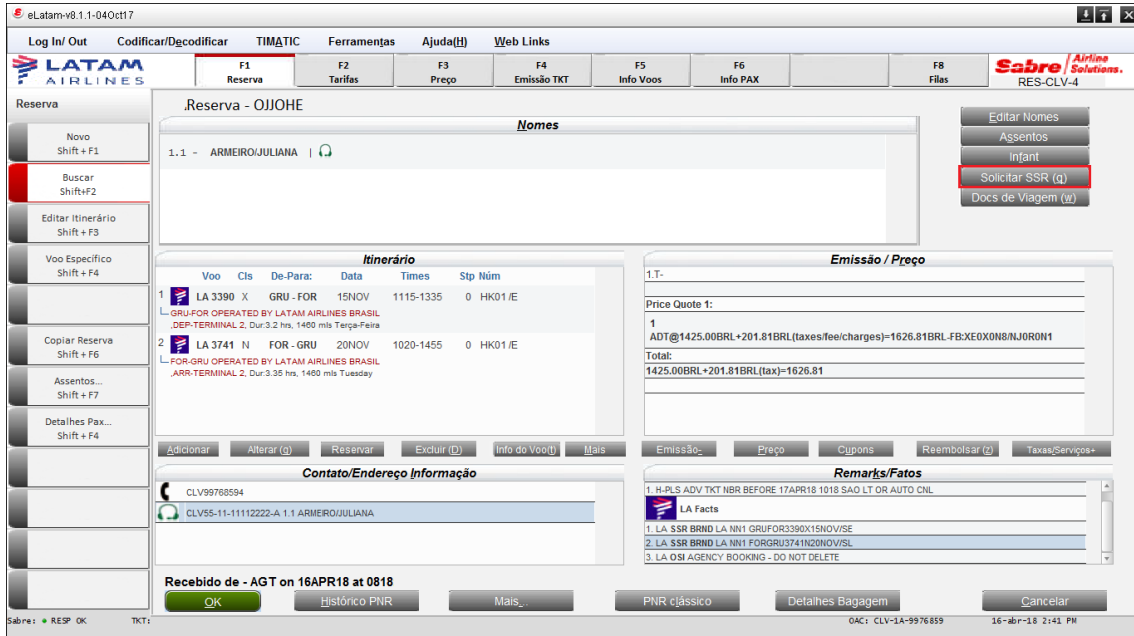 eLatam-v8.1.1-04Oct17
Log In/ Out Codificar/Decodificar TIMATIC Ferramentas Ajuda(H) Web Links
LATAM AIRLINES
F1 Reserva
F2 Tarifas
F3 Preço
F4 Emissão TKT
F5 Info Voos
F6 Info PAX
F8 Filas
Sabre Airline Solutions.
RES-CLV-4
Reserva
Novo
Shift + F1
Buscar
Shift+F2
Editar Itinerário
Shift + F3
Voo Específico
Shift + F4
Copiar Reserva
Shift + F6
Assentos...
Shift + F7
Detalhes Pax...
Shift + F4
.Reserva - OJJOHE
Nomes
1.1 - ARMEIRO/JULIANA |
Editar Nomes
Assentos
Infant
Solicitar SSR (q)
Docs de Viagem (w)
Itinerário
Voo Cls De-Para: Data Times Stp Núm
1 LA 3390 X GRU - FOR 15NOV 1115-1335 0 HK01 /E
GRU-FOR OPERATED BY LATAM AIRLINES BRASIL
,DEP-TERMINAL 2, Dur:3.2 hrs, 1460 mls Terça-Feira
2 LA 3741 N FOR - GRU 20NOV 1020-1455 0 HK01 /E
FOR-GRU OPERATED BY LATAM AIRLINES BRASIL
,ARR-TERMINAL 2, Dur:3.35 hrs, 1460 mls Tuesday
Adicionar Alterar (g) Reservar Excluir (D) Info do Voo(t) Mais
Emissão / Preço
1.T-
Price Quote 1:
1
ADT@1425.00BRL+201.81BRL(taxes/fee/charges)=1626.81BRL-FB:XE0X0N8/NJ0R0N1
Total:
1425.00BRL+201.81BRL(tax)=1626.81
Emissão- Preço Cupons Reembolsar (z) Taxas/Serviços+
Contato/Endereço Informação
CLV99768594
CLV55-11-11112222-A 1.1 ARMEIRO/JULIANA
Remarks/Fatos
1. H-PLS ADV TKT NBR BEFORE 17APR18 1018 SAO LT OR AUTO CNL
LA Facts
1. LA SSR BRND LA NN1 GRUFOR3390X15NOV/SE
2. LA SSR BRND LA NN1 FORGRU3741N20NOV/SL
3. LA OSI AGENCY BOOKING - DO NOT DELETE
Recebido de - AGT on 16APR18 at 0818
OK Histórico PNR Mais... PNR clássico Detalhes Bagagem Cancelar
Sabre: RESP OK TKT: OAC: CLV-1A-9976859 16-abr-18 2:41 PM